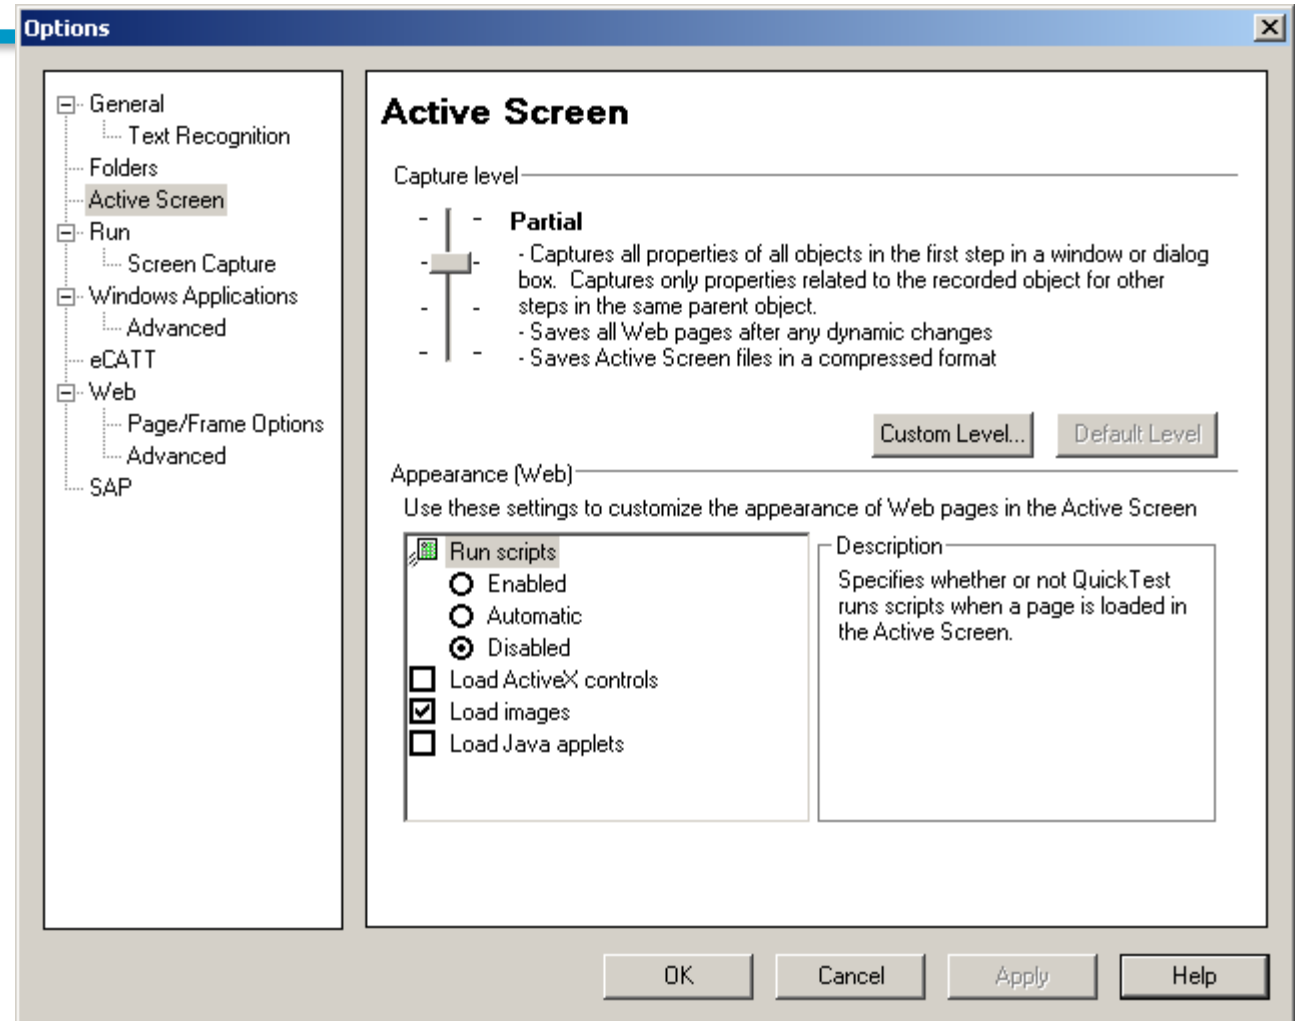 Options
General
Text Recognition
Folders
Active Screen
Run
Screen Capture
Windows Applications
Advanced
eCATT
Web
Page/Frame Options
Advanced
SAP
Active Screen
Capture level
Partial
- Captures all properties of all objects in the first step in a window or dialog
box. Captures only properties related to the recorded object for other
steps in the same parent object.
- Saves all Web pages after any dynamic changes
- Saves Active Screen files in a compressed format
Custom Level...
Default Level
Appearance (Web)
Use these settings to customize the appearance of Web pages in the Active Screen
Run scripts
Enabled
Automatic
Disabled
Load ActiveX controls
Load images
Load Java applets
Description
Specifies whether or not QuickTest
runs scripts when a page is loaded in
the Active Screen.
OK
Cancel
Apply
Help